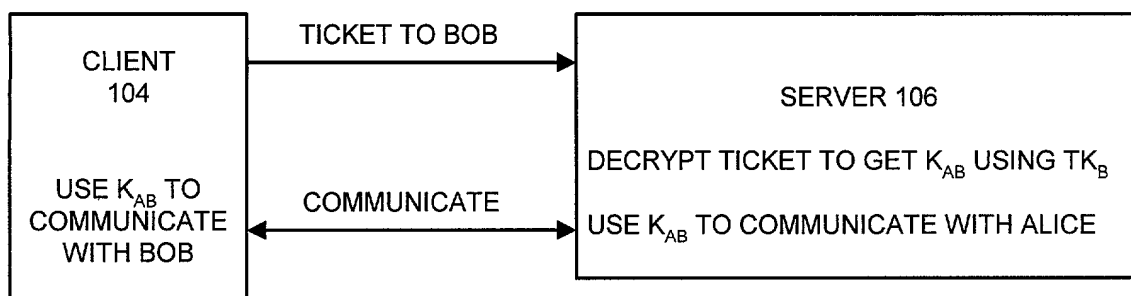 TICKET TO BOB
CLIENT
104
USE K_AB TO
COMMUNICATE
WITH BOB
COMMUNICATE
SERVER 106
DECRYPT TICKET TO GET K_AB USING TK_B
USE K_AB TO COMMUNICATE WITH ALICE